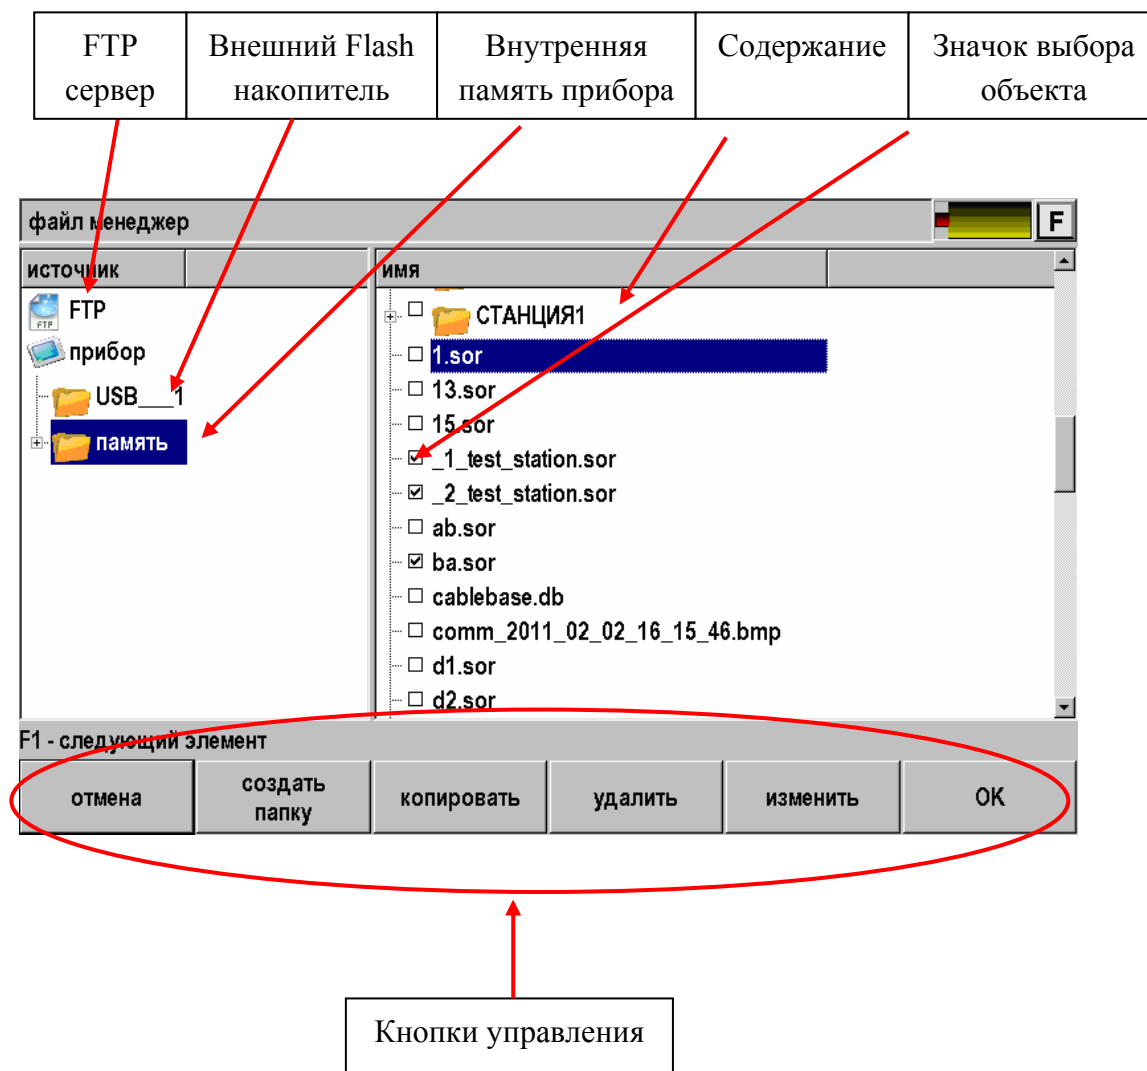 FTP
сервер
Внешний Flash
накопитель
Внутренняя
память прибора
Содержание
Значок выбора
объекта
файл менеджер
F
источник
имя
FTP
FTP
прибор
USB___1
память
СТАНЦИЯ1
1.sor
13.sor
15.sor
_1_test_station.sor
_2_test_station.sor
ab.sor
ba.sor
cablebase.db
comm_2011_02_02_16_15_46.bmp
d1.sor
d2.sor
F1 - следующий элемент
отмена
создать
папку
копировать
удалить
изменить
OK
Кнопки управления